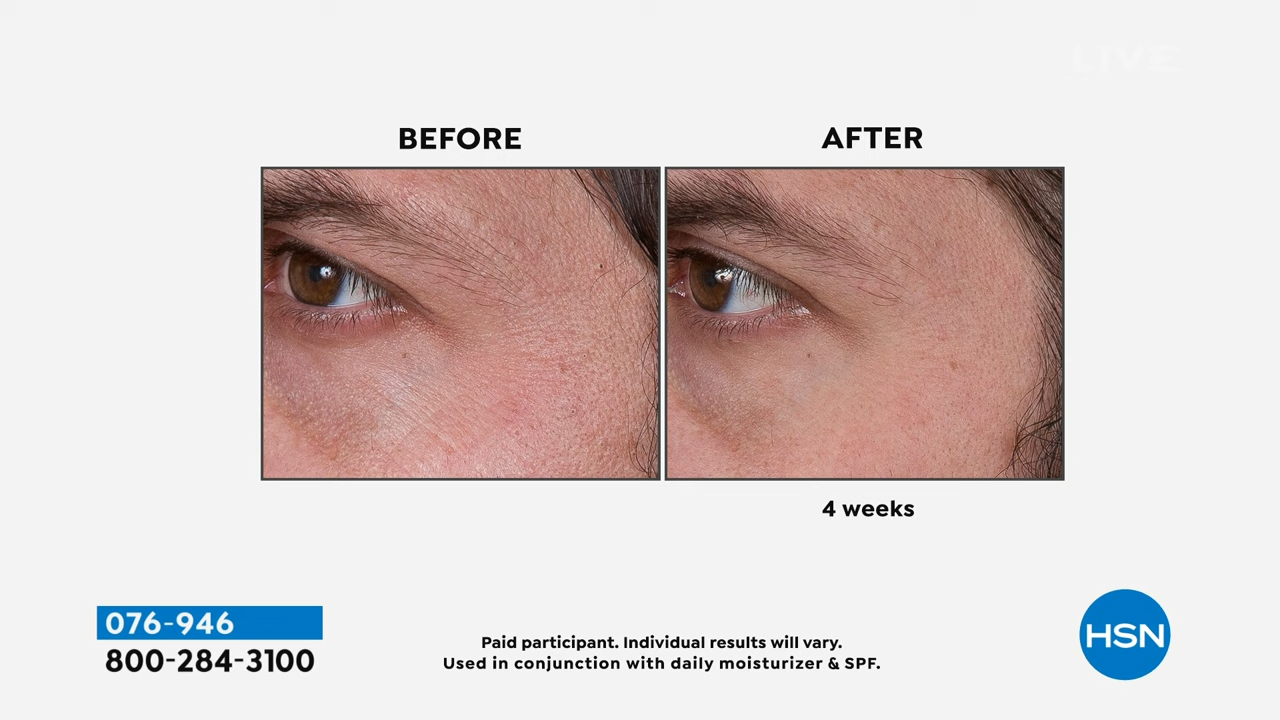 LIVE
BEFORE
AFTER
4 weeks
076-946
800-284-3100
Paid participant. Individual results will vary.
Used in conjunction with daily moisturizer & SPF.
HSN